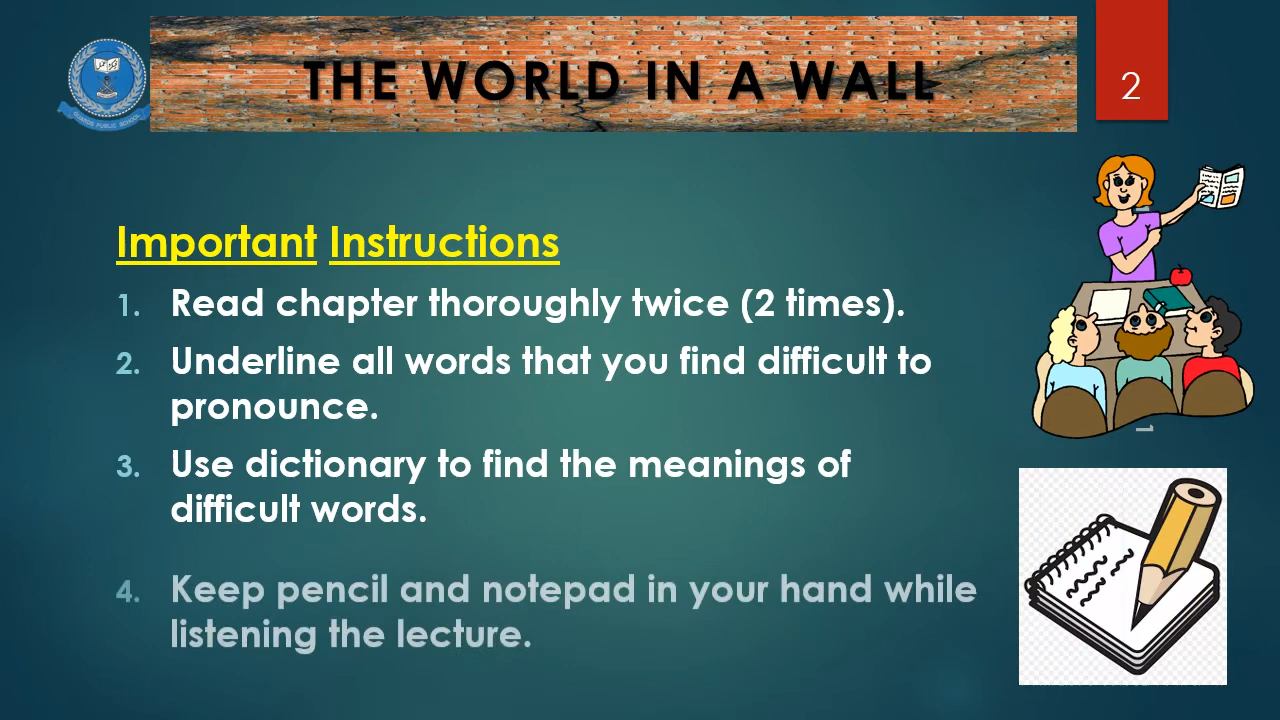 THE WORLD IN A WALL
2
Important Instructions
1. Read chapter thoroughly twice (2 times).
2. Underline all words that you find difficult to
pronounce.
3. Use dictionary to find the meanings of
difficult words.
4. Keep pencil and notepad in your hand while
listening the lecture.
1